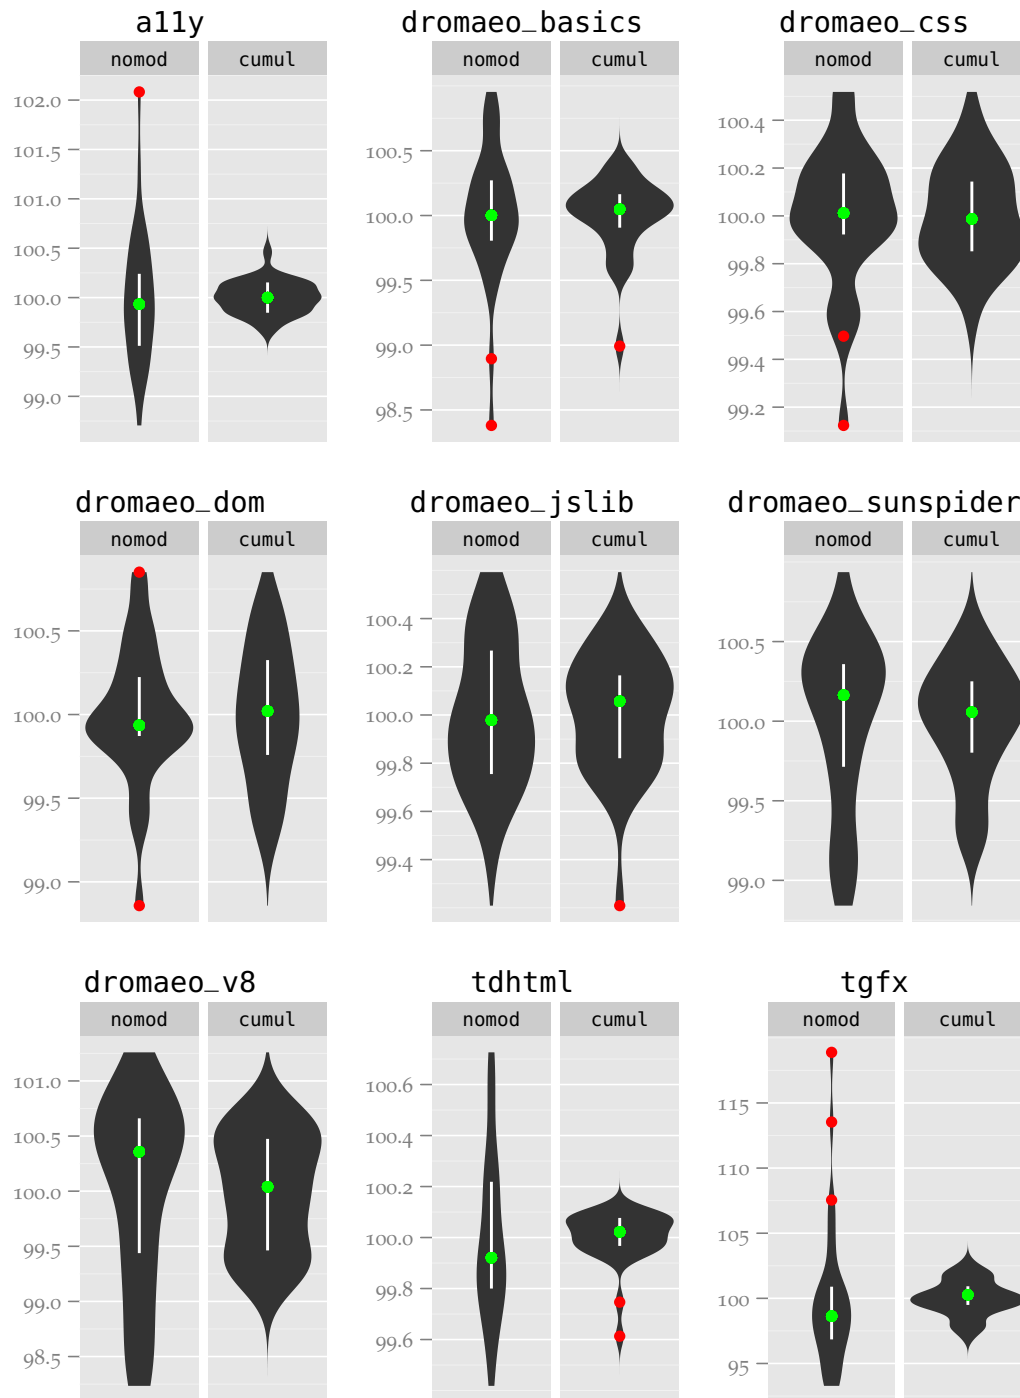 a11y
nomod cumul
102.0
101.5
101.0
100.5
100.0
99.5
99.0
dromaeo_basics
nomod cumul
100.5
100.0
99.5
99.0
98.5
dromaeo_css
nomod cumul
100.4
100.2
100.0
99.8
99.6
99.4
99.2
dromaeo_dom
nomod cumul
100.5
100.0
99.5
99.0
dromaeo_jslib
nomod cumul
100.4
100.2
100.0
99.8
99.6
99.4
dromaeo_sunspider
nomod cumul
100.5
100.0
99.5
99.0
dromaeo_v8
nomod cumul
101.0
100.5
100.0
99.5
99.0
98.5
tdhtml
nomod cumul
100.6
100.4
100.2
100.0
99.8
99.6
tgfx
nomod cumul
115
110
105
100
95